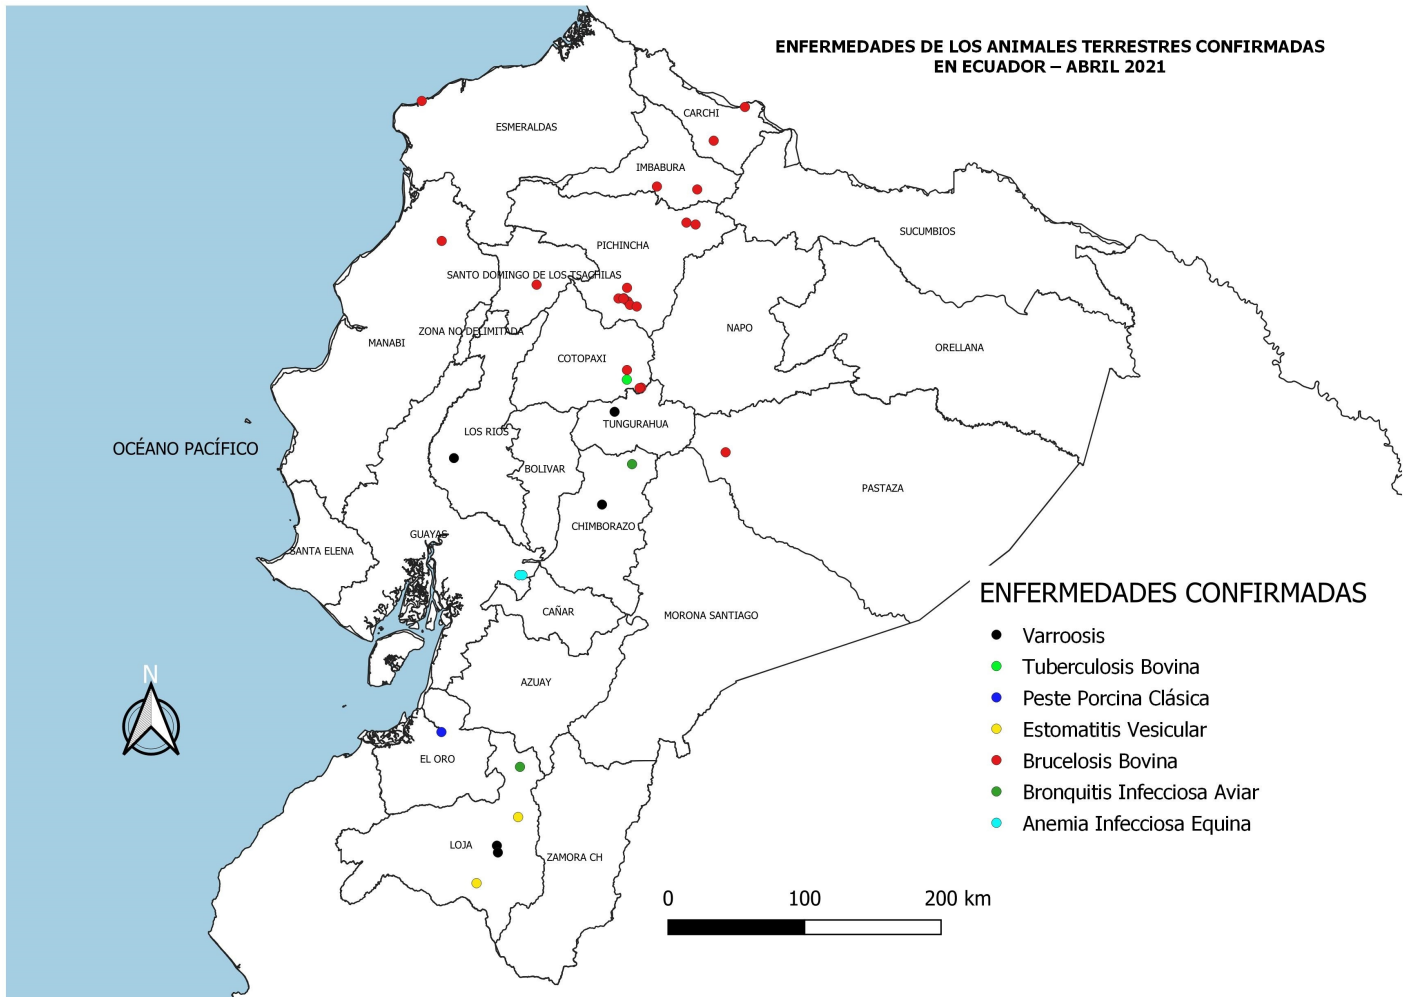 ENFERMEDADES DE LOS ANIMALES TERRESTRES CONFIRMADAS
EN ECUADOR – ABRIL 2021
CARCHI
ESMERALDAS
IMBABURA
SUCUMBIOS
PICHINCHA
SANTO DOMINGO DE LOS TSACHILAS
ZONA NO DELIMITADA
NAPO
MANABI
ORELLANA
COTOPAXI
TUNGURAHUA
LOS RIOS
OCÉANO PACÍFICO
BOLIVAR
PASTAZA
CHIMBORAZO
GUAYAS
SANTA ELENA
CAÑAR
MORONA SANTIAGO
AZUAY
EL ORO
LOJA
ZAMORA CH
N
ENFERMEDADES CONFIRMADAS
Varroosis
Tuberculosis Bovina
Peste Porcina Clásica
Estomatitis Vesicular
Brucelosis Bovina
Bronquitis Infecciosa Aviar
Anemia Infecciosa Equina
0 100 200 km